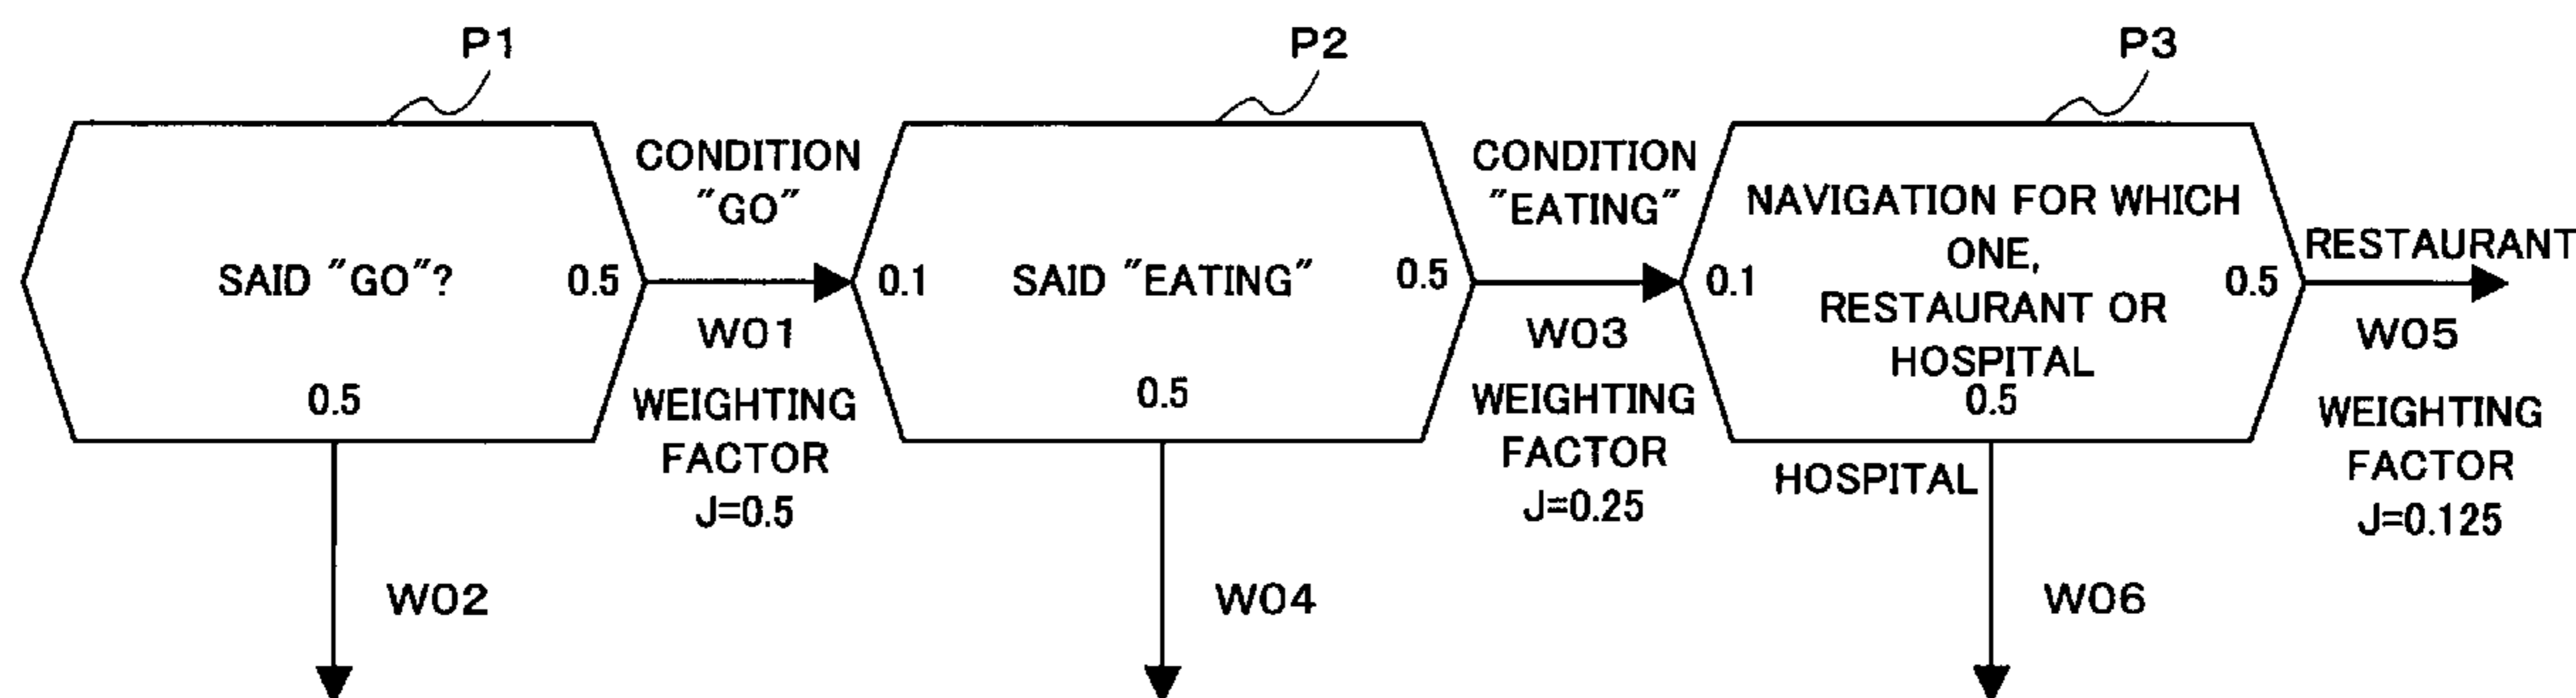 P1
P2
P3
CONDITION
"GO"
CONDITION
"EATING"
SAID "GO"?
0.5
0.5
W01
WEIGHTING
FACTOR
J=0.5
W02
0.1
SAID "EATING"
0.5
0.5
W03
WEIGHTING
FACTOR
J=0.25
W04
0.1
NAVIGATION FOR WHICH
ONE,
RESTAURANT OR
HOSPITAL
0.5
0.5
RESTAURANT
W05
WEIGHTING
FACTOR
J=0.125
HOSPITAL
W06